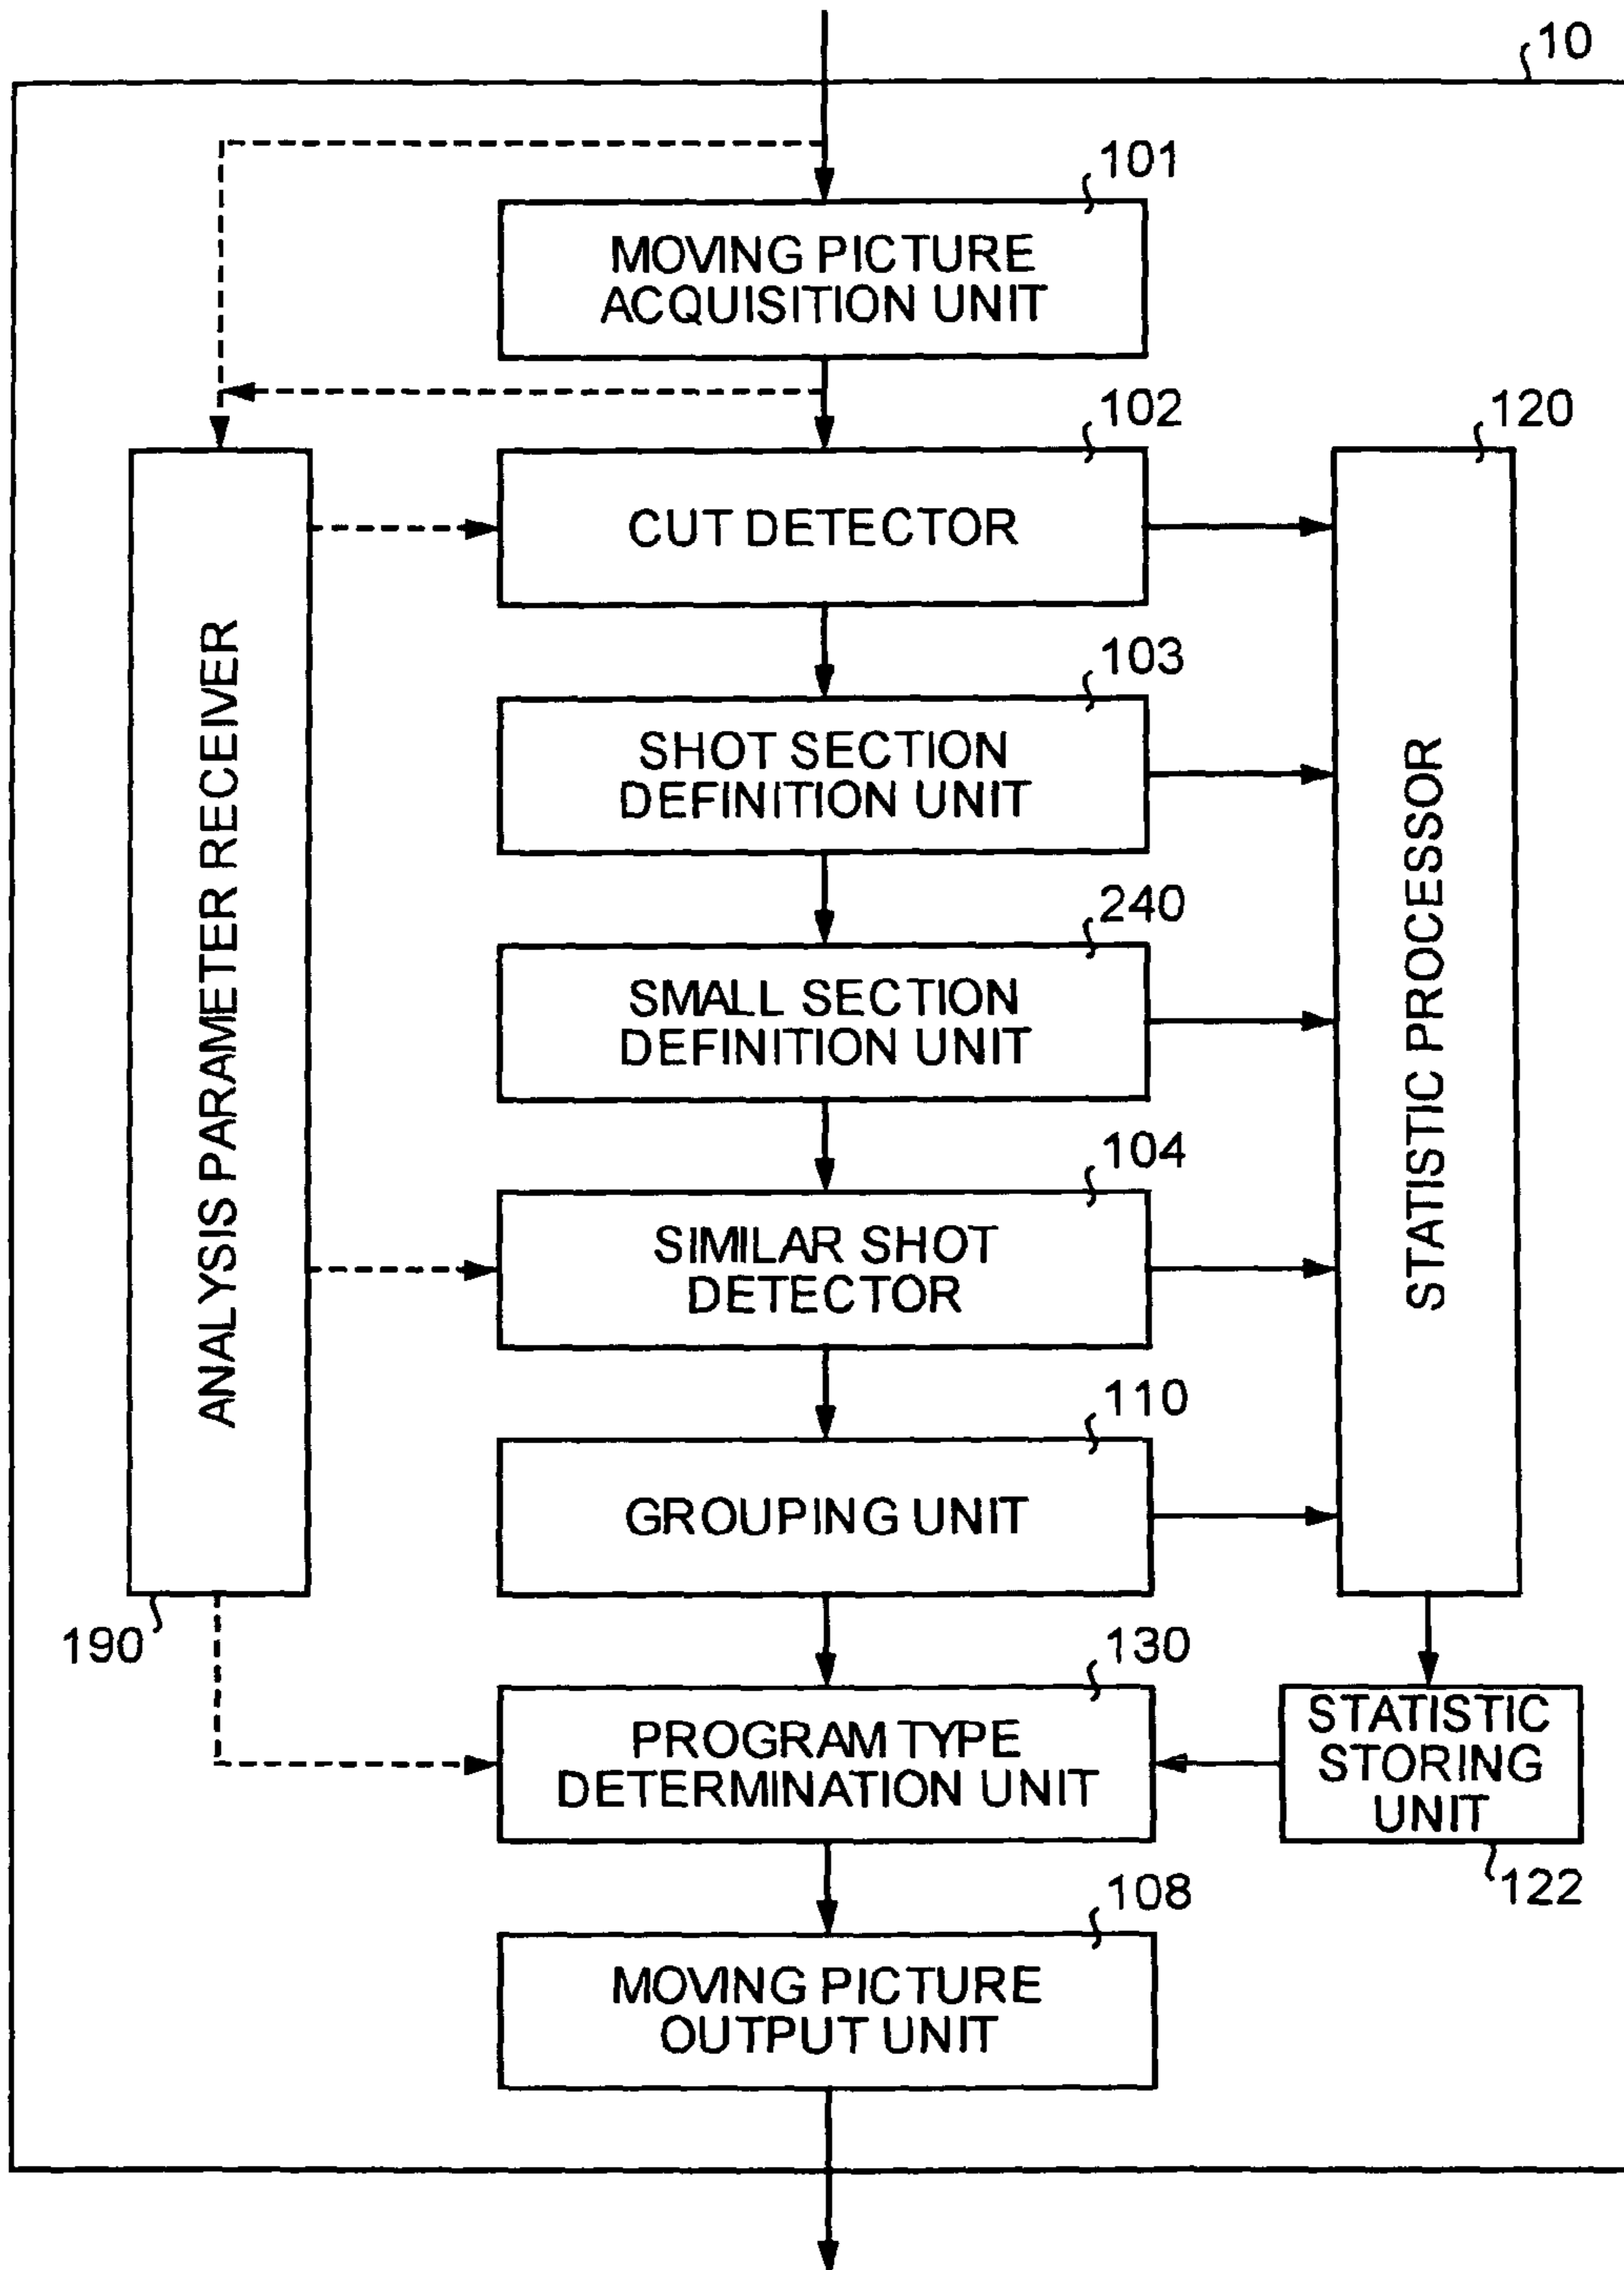 10
101
MOVING PICTURE
ACQUISITION UNIT
102
120
CUT DETECTOR
103
SHOT SECTION
DEFINITION UNIT
240
SMALL SECTION
DEFINITION UNIT
104
SIMILAR SHOT
DETECTOR
110
GROUPING UNIT
ANALYSIS PARAMETER RECEIVER
STATISTIC PROCESSOR
190
130
PROGRAM TYPE
DETERMINATION UNIT
STATISTIC
STORING
UNIT
122
108
MOVING PICTURE
OUTPUT UNIT